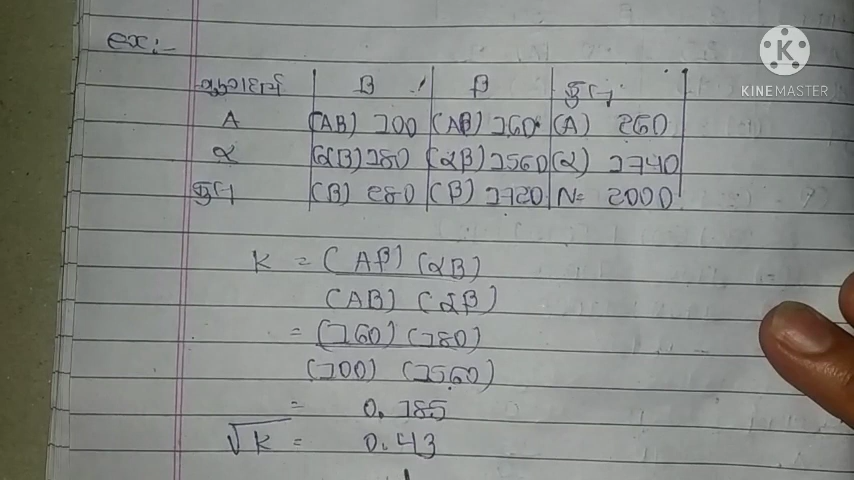 ex:-
B β
A (AB) 100 (Aβ) 160 (A) 260
α (αB) 180 (αβ) 1560 (α) 1740
(B) 280 (β) 1720 N= 2000
K = (Aβ) (αB)
(AB) (αβ)
= (160) (180)
(100) (1560)
= 0.185
√K = 0.43
K
KINEMASTER